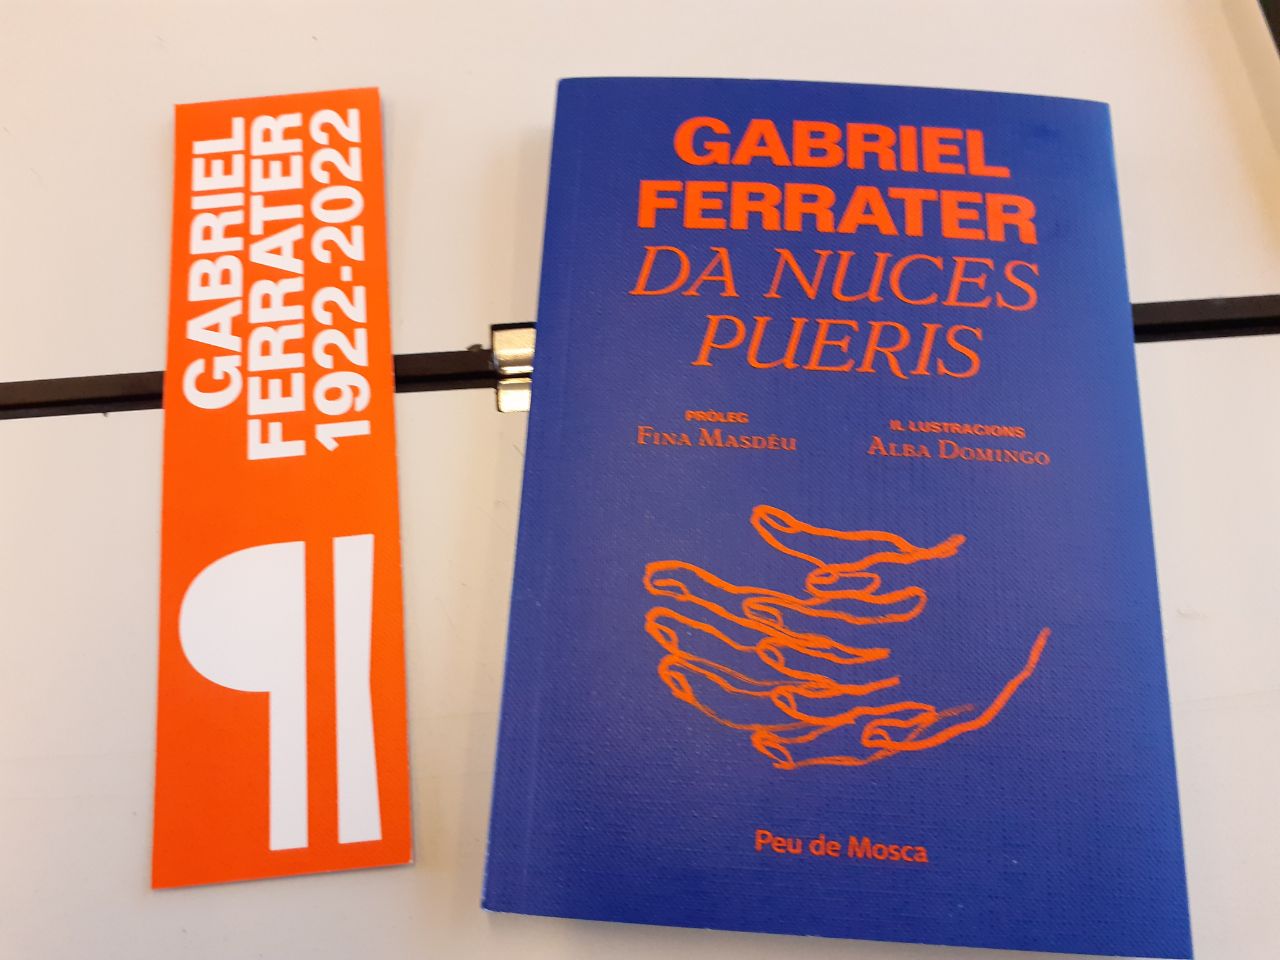 GABRIEL
FERRATER
1922-2022
¶
GABRIEL
FERRATER
DA NUCES
PUERIS
PRÒLEG
FINA MASDÉU
IL·LUSTRACIONS
ALBA DOMINGO
Peu de Mosca